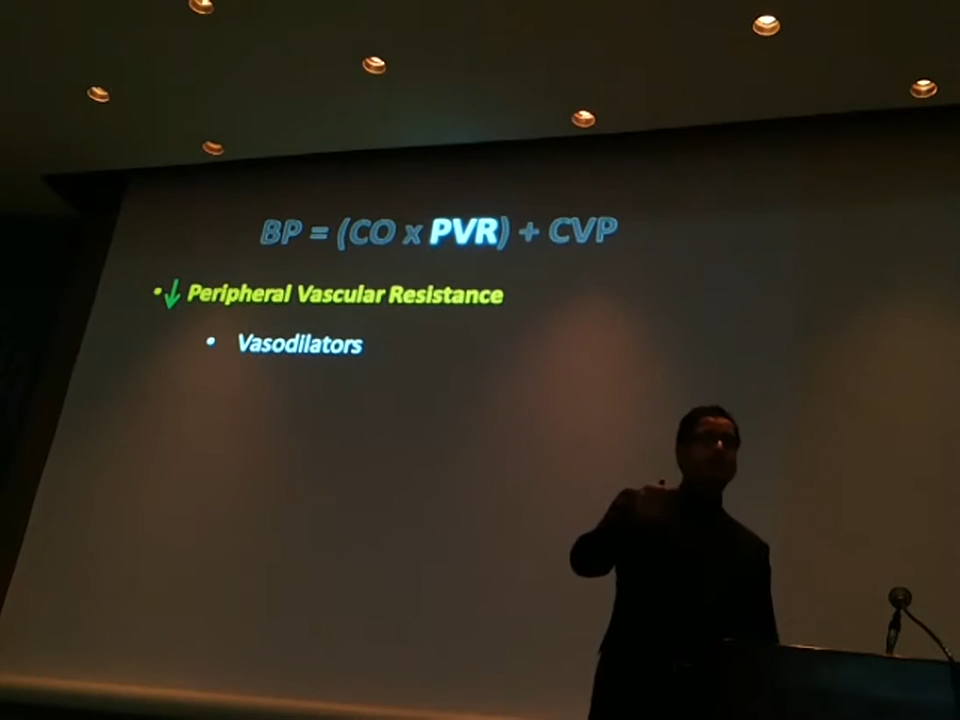 BP = (CO x PVR) + CVP
•↓ Peripheral Vascular Resistance
• Vasodilators